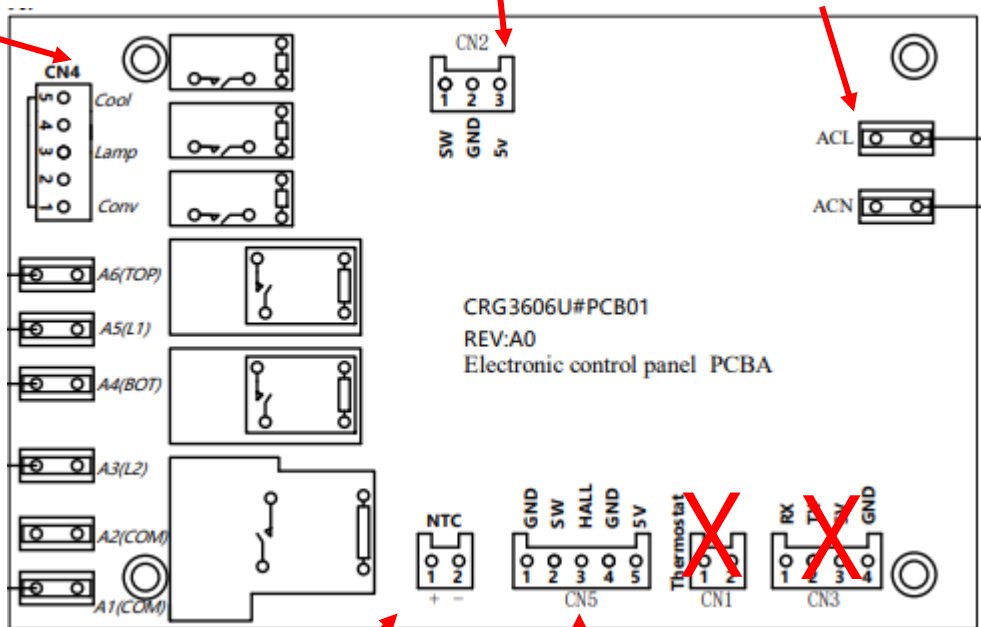 CN2
1 2 3
SW GND 5v
CN4
5 Cool
4
3 Lamp
2
1 Conv
ACL
ACN
A6(TOP)
A5(L1)
A4(BOT)
A3(L2)
A2(COM)
A1(COM)
CRG3606U#PCB01
REV:A0
Electronic control panel PCBA
NTC
1 2
+ −
GND SW HALL GND 5V
1 2 3 4 5
CN5
Thermostat
1 2
CN1
RX GND
1 2 3 4
CN3